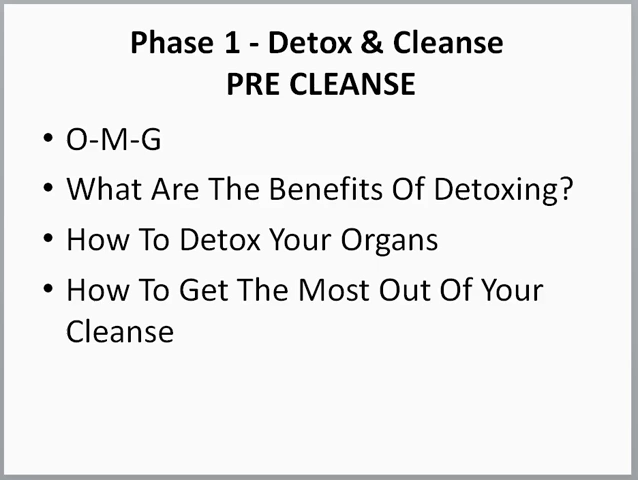 Phase 1 - Detox & Cleanse
PRE CLEANSE
• O-M-G
• What Are The Benefits Of Detoxing?
• How To Detox Your Organs
• How To Get The Most Out Of Your
Cleanse